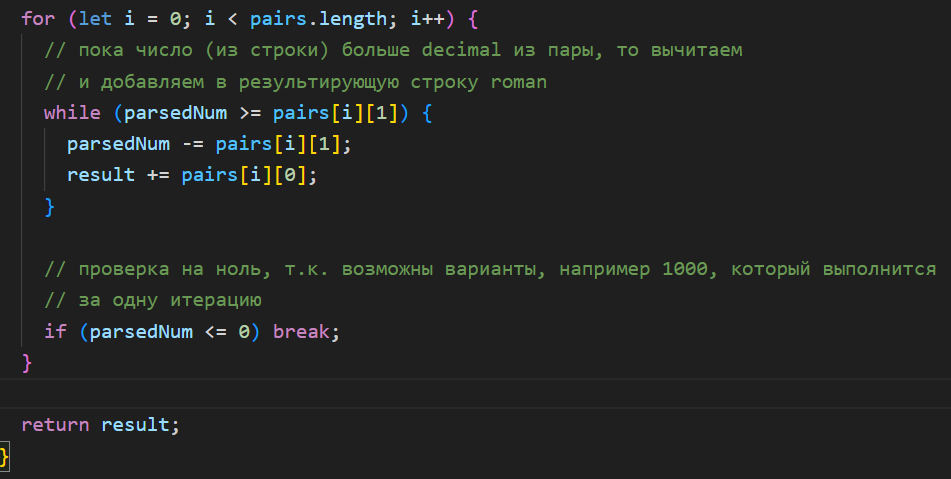 for (let i = 0; i < pairs.length; i++) {
// пока число (из строки) больше decimal из пары, то вычитаем
// и добавляем в результирующую строку roman
while (parsedNum >= pairs[i][1]) {
parsedNum -= pairs[i][1];
result += pairs[i][0];
}
// проверка на ноль, т.к. возможны варианты, например 1000, который выполнится
// за одну итерацию
if (parsedNum <= 0) break;
}
return result;
}